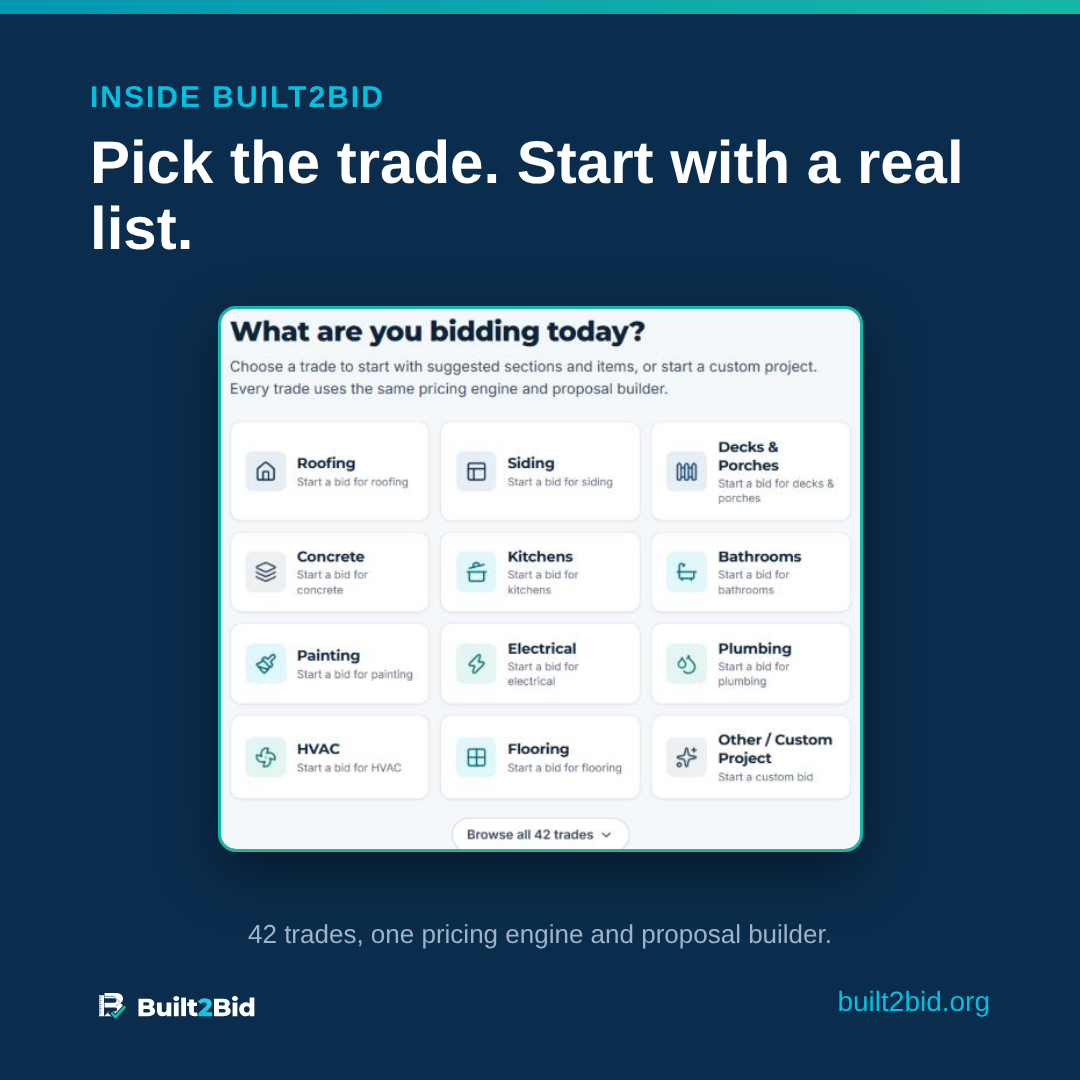 INSIDE BUILT2BID
Pick the trade. Start with a real
list.
What are you bidding today?
Choose a trade to start with suggested sections and items, or start a custom project.
Every trade uses the same pricing engine and proposal builder.
Roofing
Start a bid for roofing
Siding
Start a bid for siding
Decks &
Porches
Start a bid for decks &
porches
Concrete
Start a bid for
concrete
Kitchens
Start a bid for
kitchens
Bathrooms
Start a bid for
bathrooms
Painting
Start a bid for painting
Electrical
Start a bid for
electrical
Plumbing
Start a bid for
plumbing
HVAC
Start a bid for HVAC
Flooring
Start a bid for flooring
Other / Custom
Project
Start a custom bid
Browse all 42 trades
42 trades, one pricing engine and proposal builder.
Built2Bid
built2bid.org